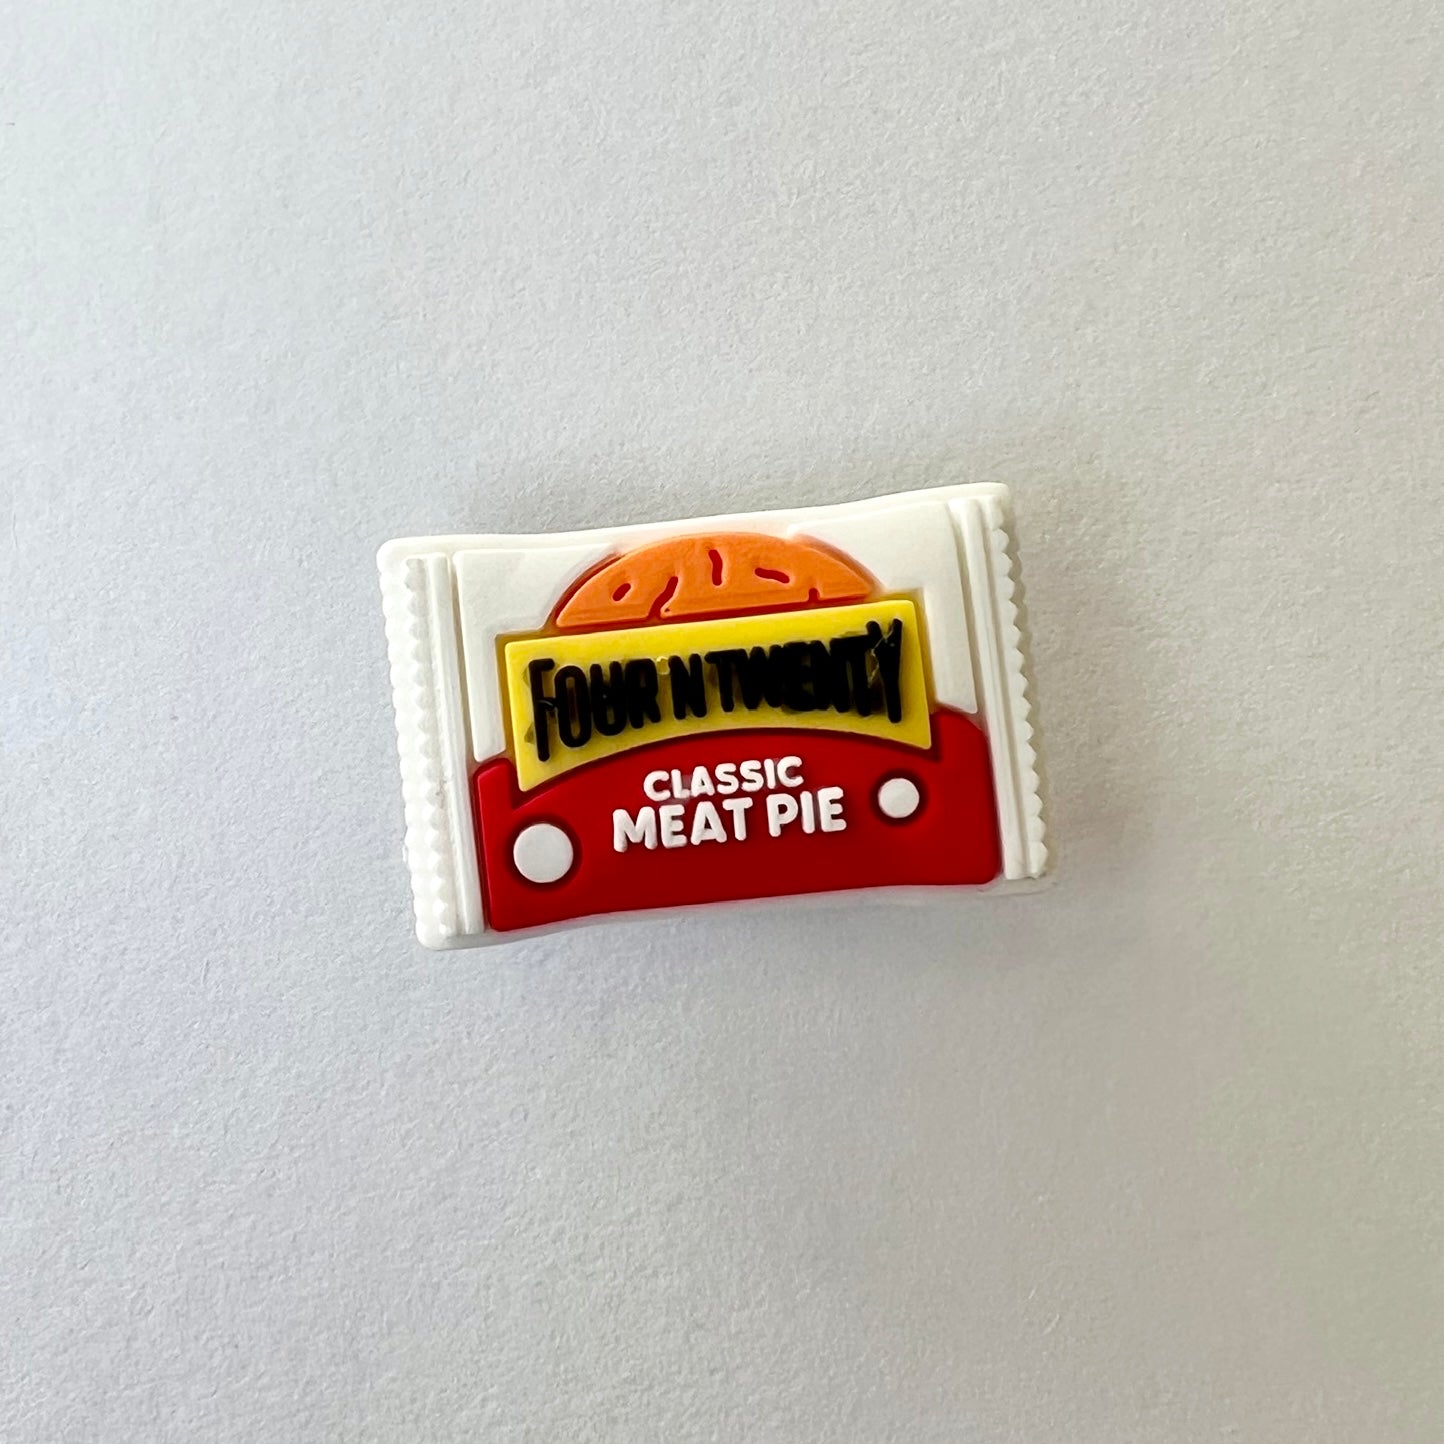 FOUR'N TWENTY
CLASSIC
MEAT PIE